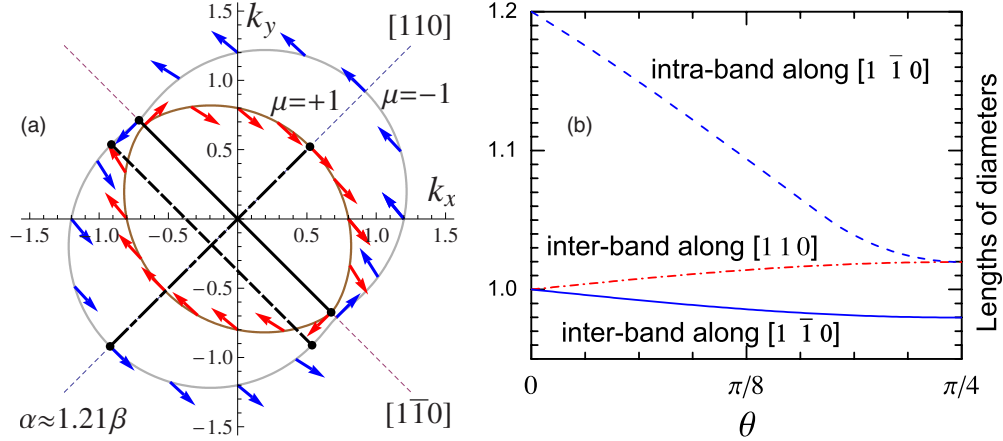 1.5
k_y
[110]
1.0
μ=+1
μ=−1
(a)
0.5
k_x
−1.5
−1.0
−0.5
0.5
1.0
1.5
−0.5
−1.0
−1.5
α≈1.21β
[11̄0]
1.2
intra-band along [1 1̄ 0]
(b)
1.1
inter-band along [1 1 0]
1.0
inter-band along [1 1̄ 0]
Lengths of diameters
0
π/8
π/4
θ